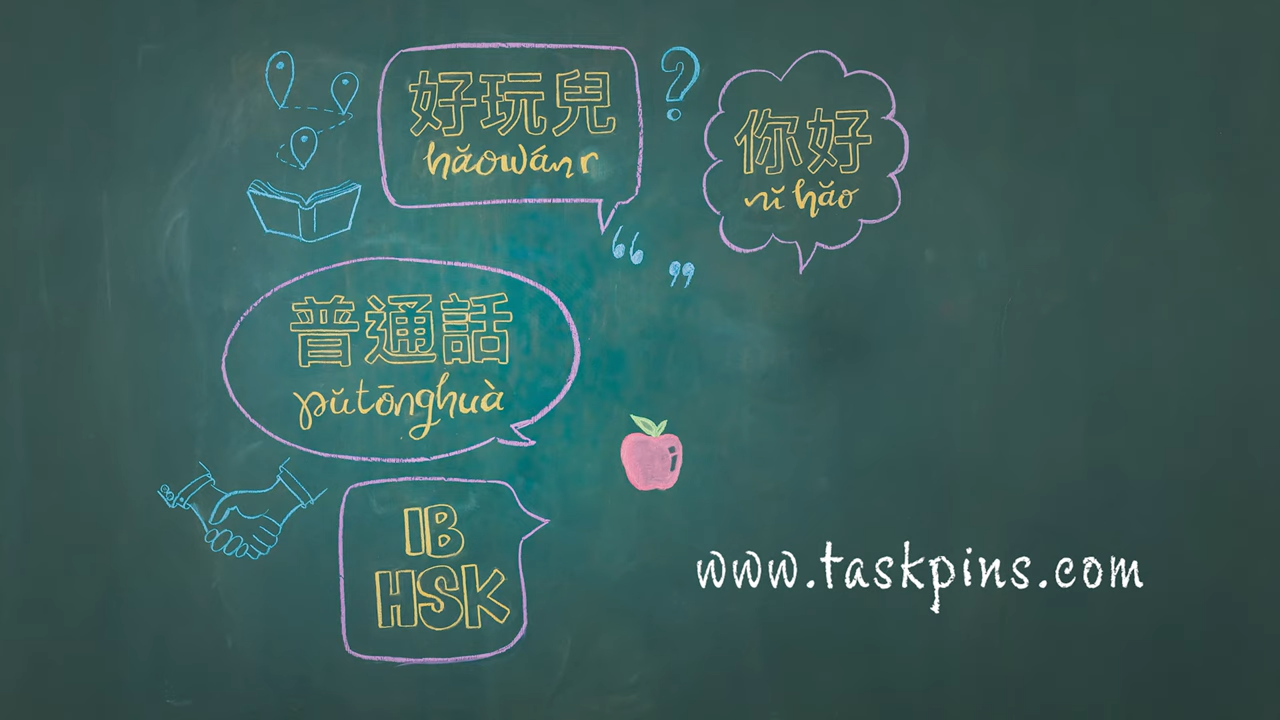 好玩兒
hǎowánr
?
你好
nǐ hǎo
“ ”
普通話
pǔtōnghuà
IB
HSK
www.taskpins.com